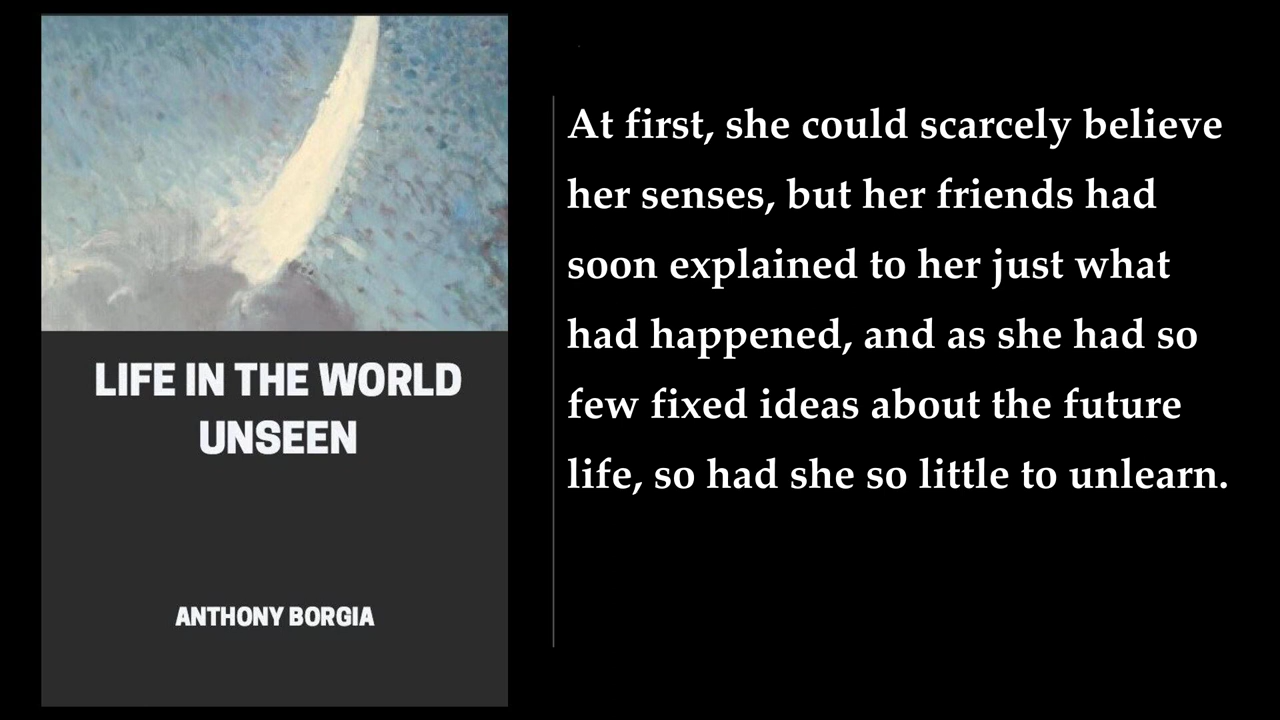 LIFE IN THE WORLD
UNSEEN
ANTHONY BORGIA
At first, she could scarcely believe
her senses, but her friends had
soon explained to her just what
had happened, and as she had so
few fixed ideas about the future
life, so had she so little to unlearn.